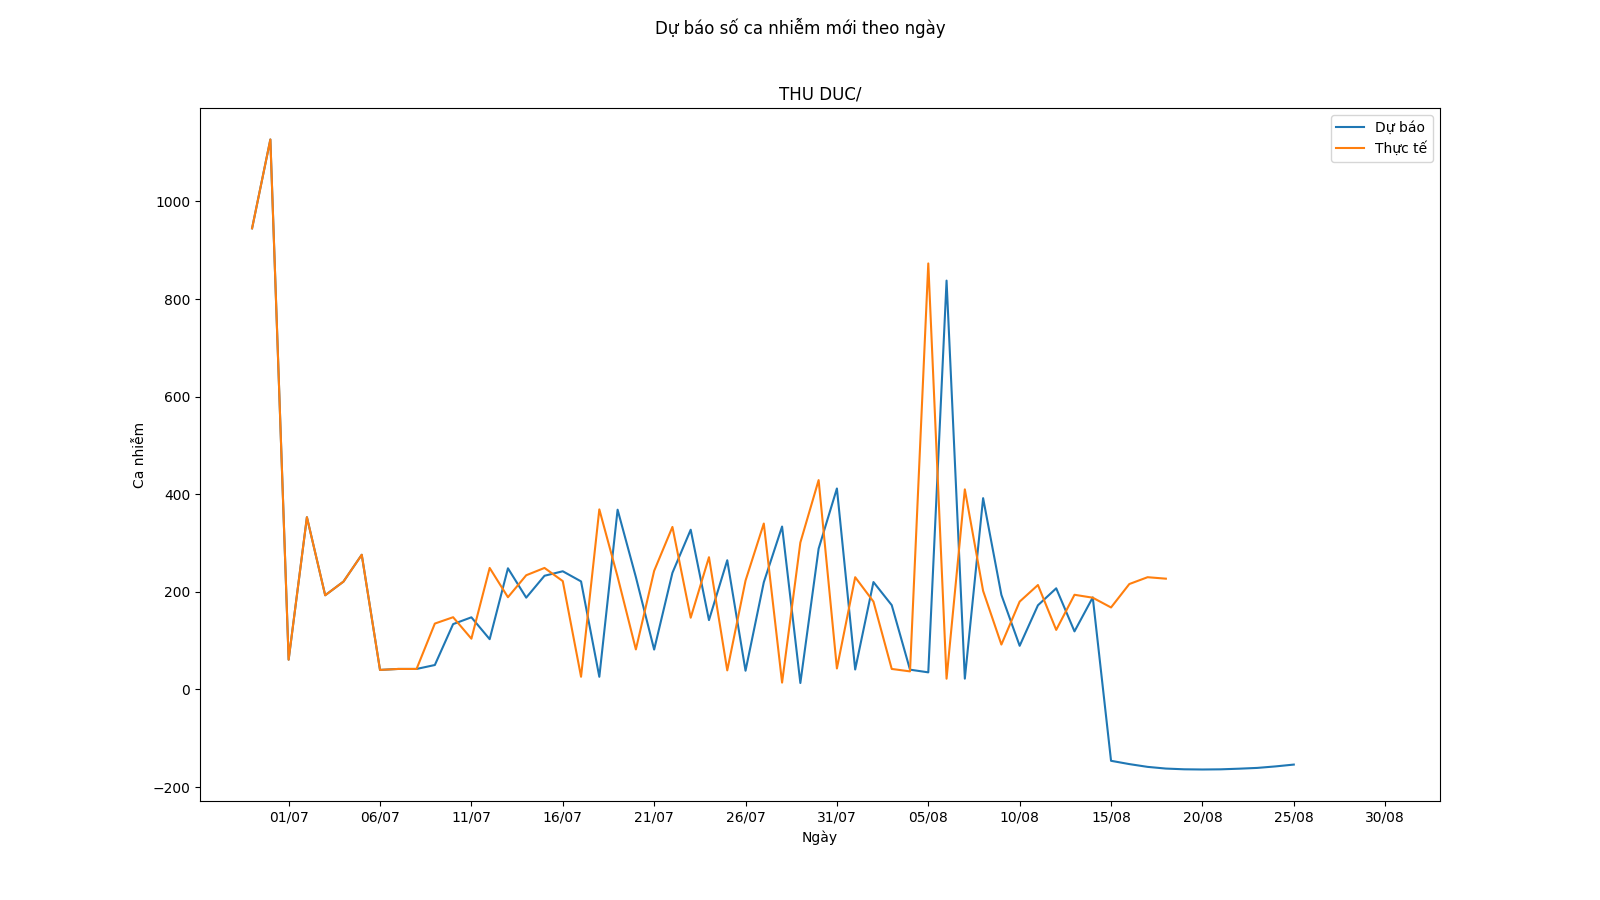 Dự báo số ca nhiễm mới theo ngày
THU DUC/
Dự báo
Thực tế
1000
800
600
400
200
0
−200
Ca nhiễm
01/07 06/07 11/07 16/07 21/07 26/07 31/07 05/08 10/08 15/08 20/08 25/08 30/08
Ngày